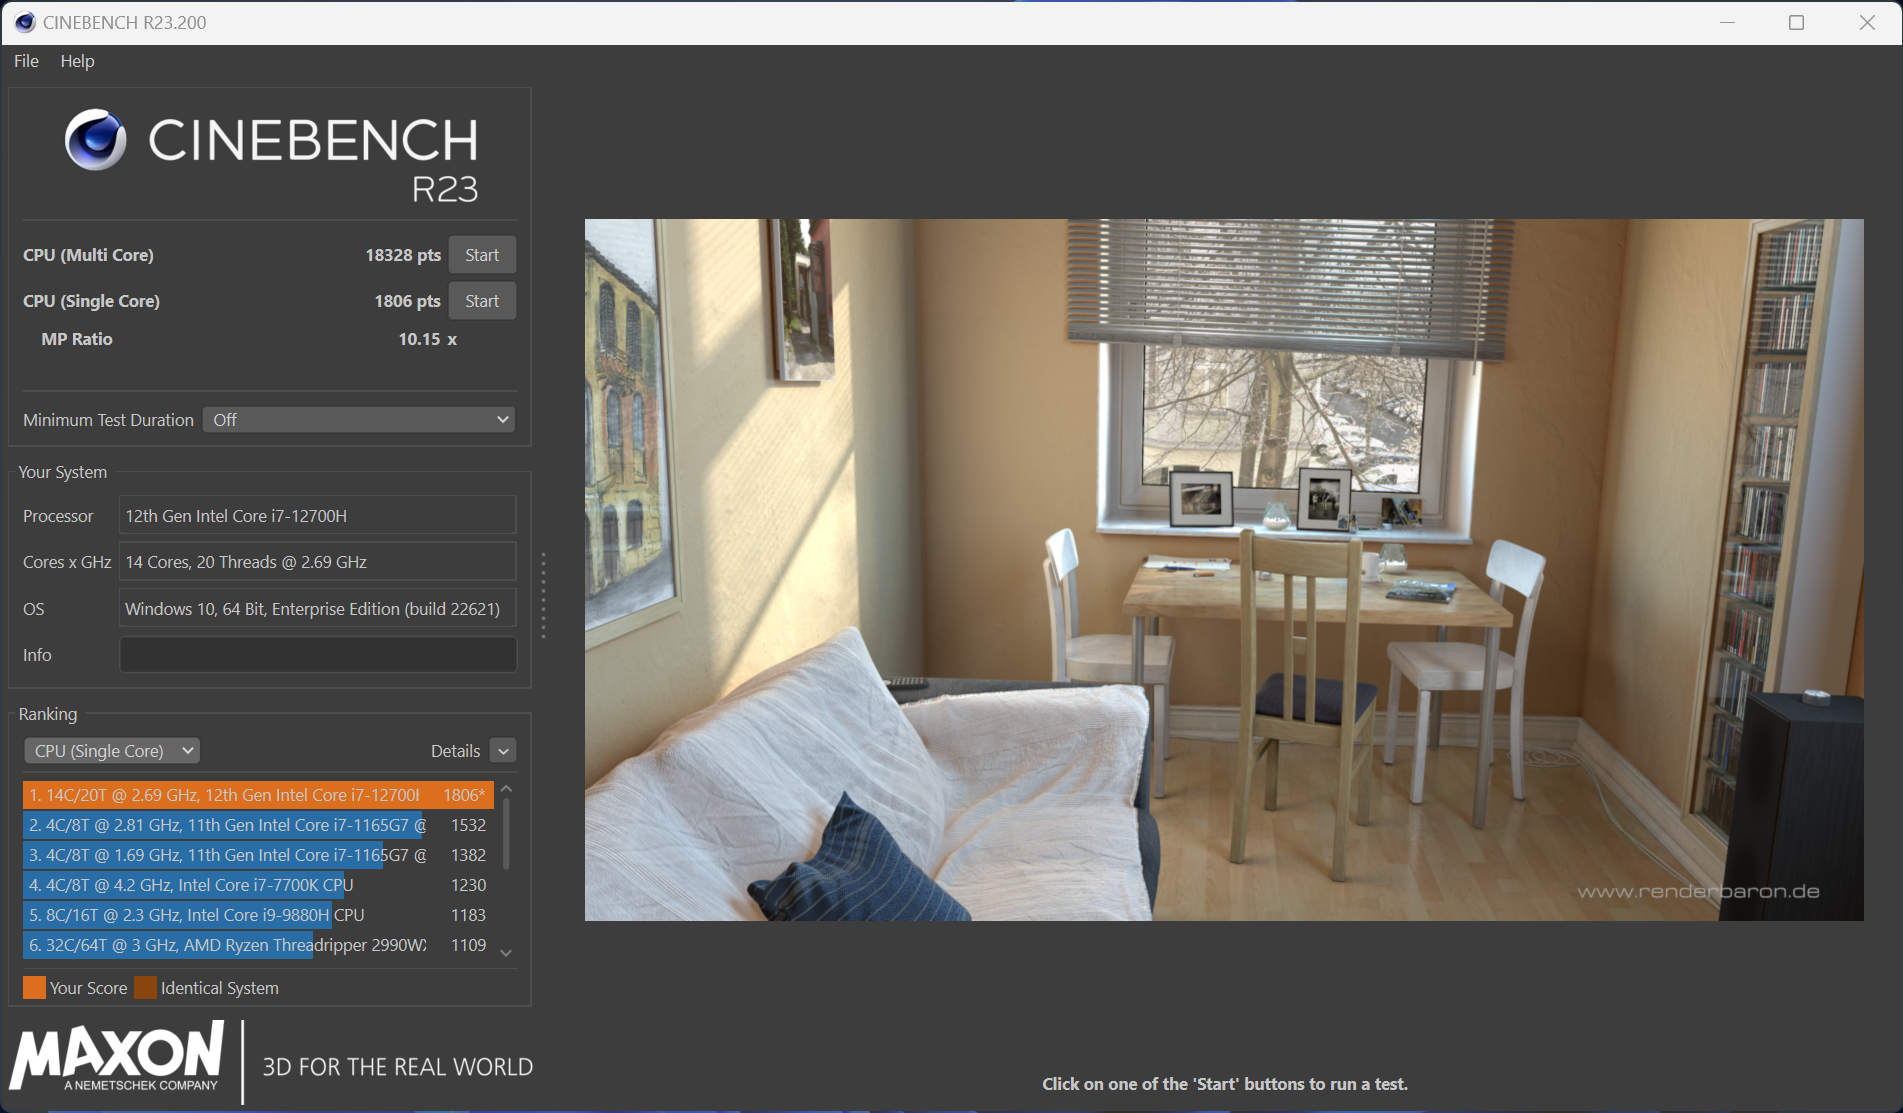 CINEBENCH R23.200
File Help
CINEBENCH
R23
CPU (Multi Core) 18328 pts Start
CPU (Single Core) 1806 pts Start
MP Ratio 10.15 x
Minimum Test Duration Off
Your System
Processor 12th Gen Intel Core i7-12700H
Cores x GHz 14 Cores, 20 Threads @ 2.69 GHz
OS Windows 10, 64 Bit, Enterprise Edition (build 22621)
Info
Ranking
CPU (Single Core) Details
1. 14C/20T @ 2.69 GHz, 12th Gen Intel Core i7-12700H 1806*
2. 4C/8T @ 2.81 GHz, 11th Gen Intel Core i7-1165G7 @ 1532
3. 4C/8T @ 1.69 GHz, 11th Gen Intel Core i7-1165G7 @ 1382
4. 4C/8T @ 4.2 GHz, Intel Core i7-7700K CPU 1230
5. 8C/16T @ 2.3 GHz, Intel Core i9-9880H CPU 1183
6. 32C/64T @ 3 GHz, AMD Ryzen Threadripper 2990WX 1109
Your Score Identical System
MAXON
A NEMETSCHEK COMPANY
3D FOR THE REAL WORLD
www.renderbaron.de
Click on one of the 'Start' buttons to run a test.